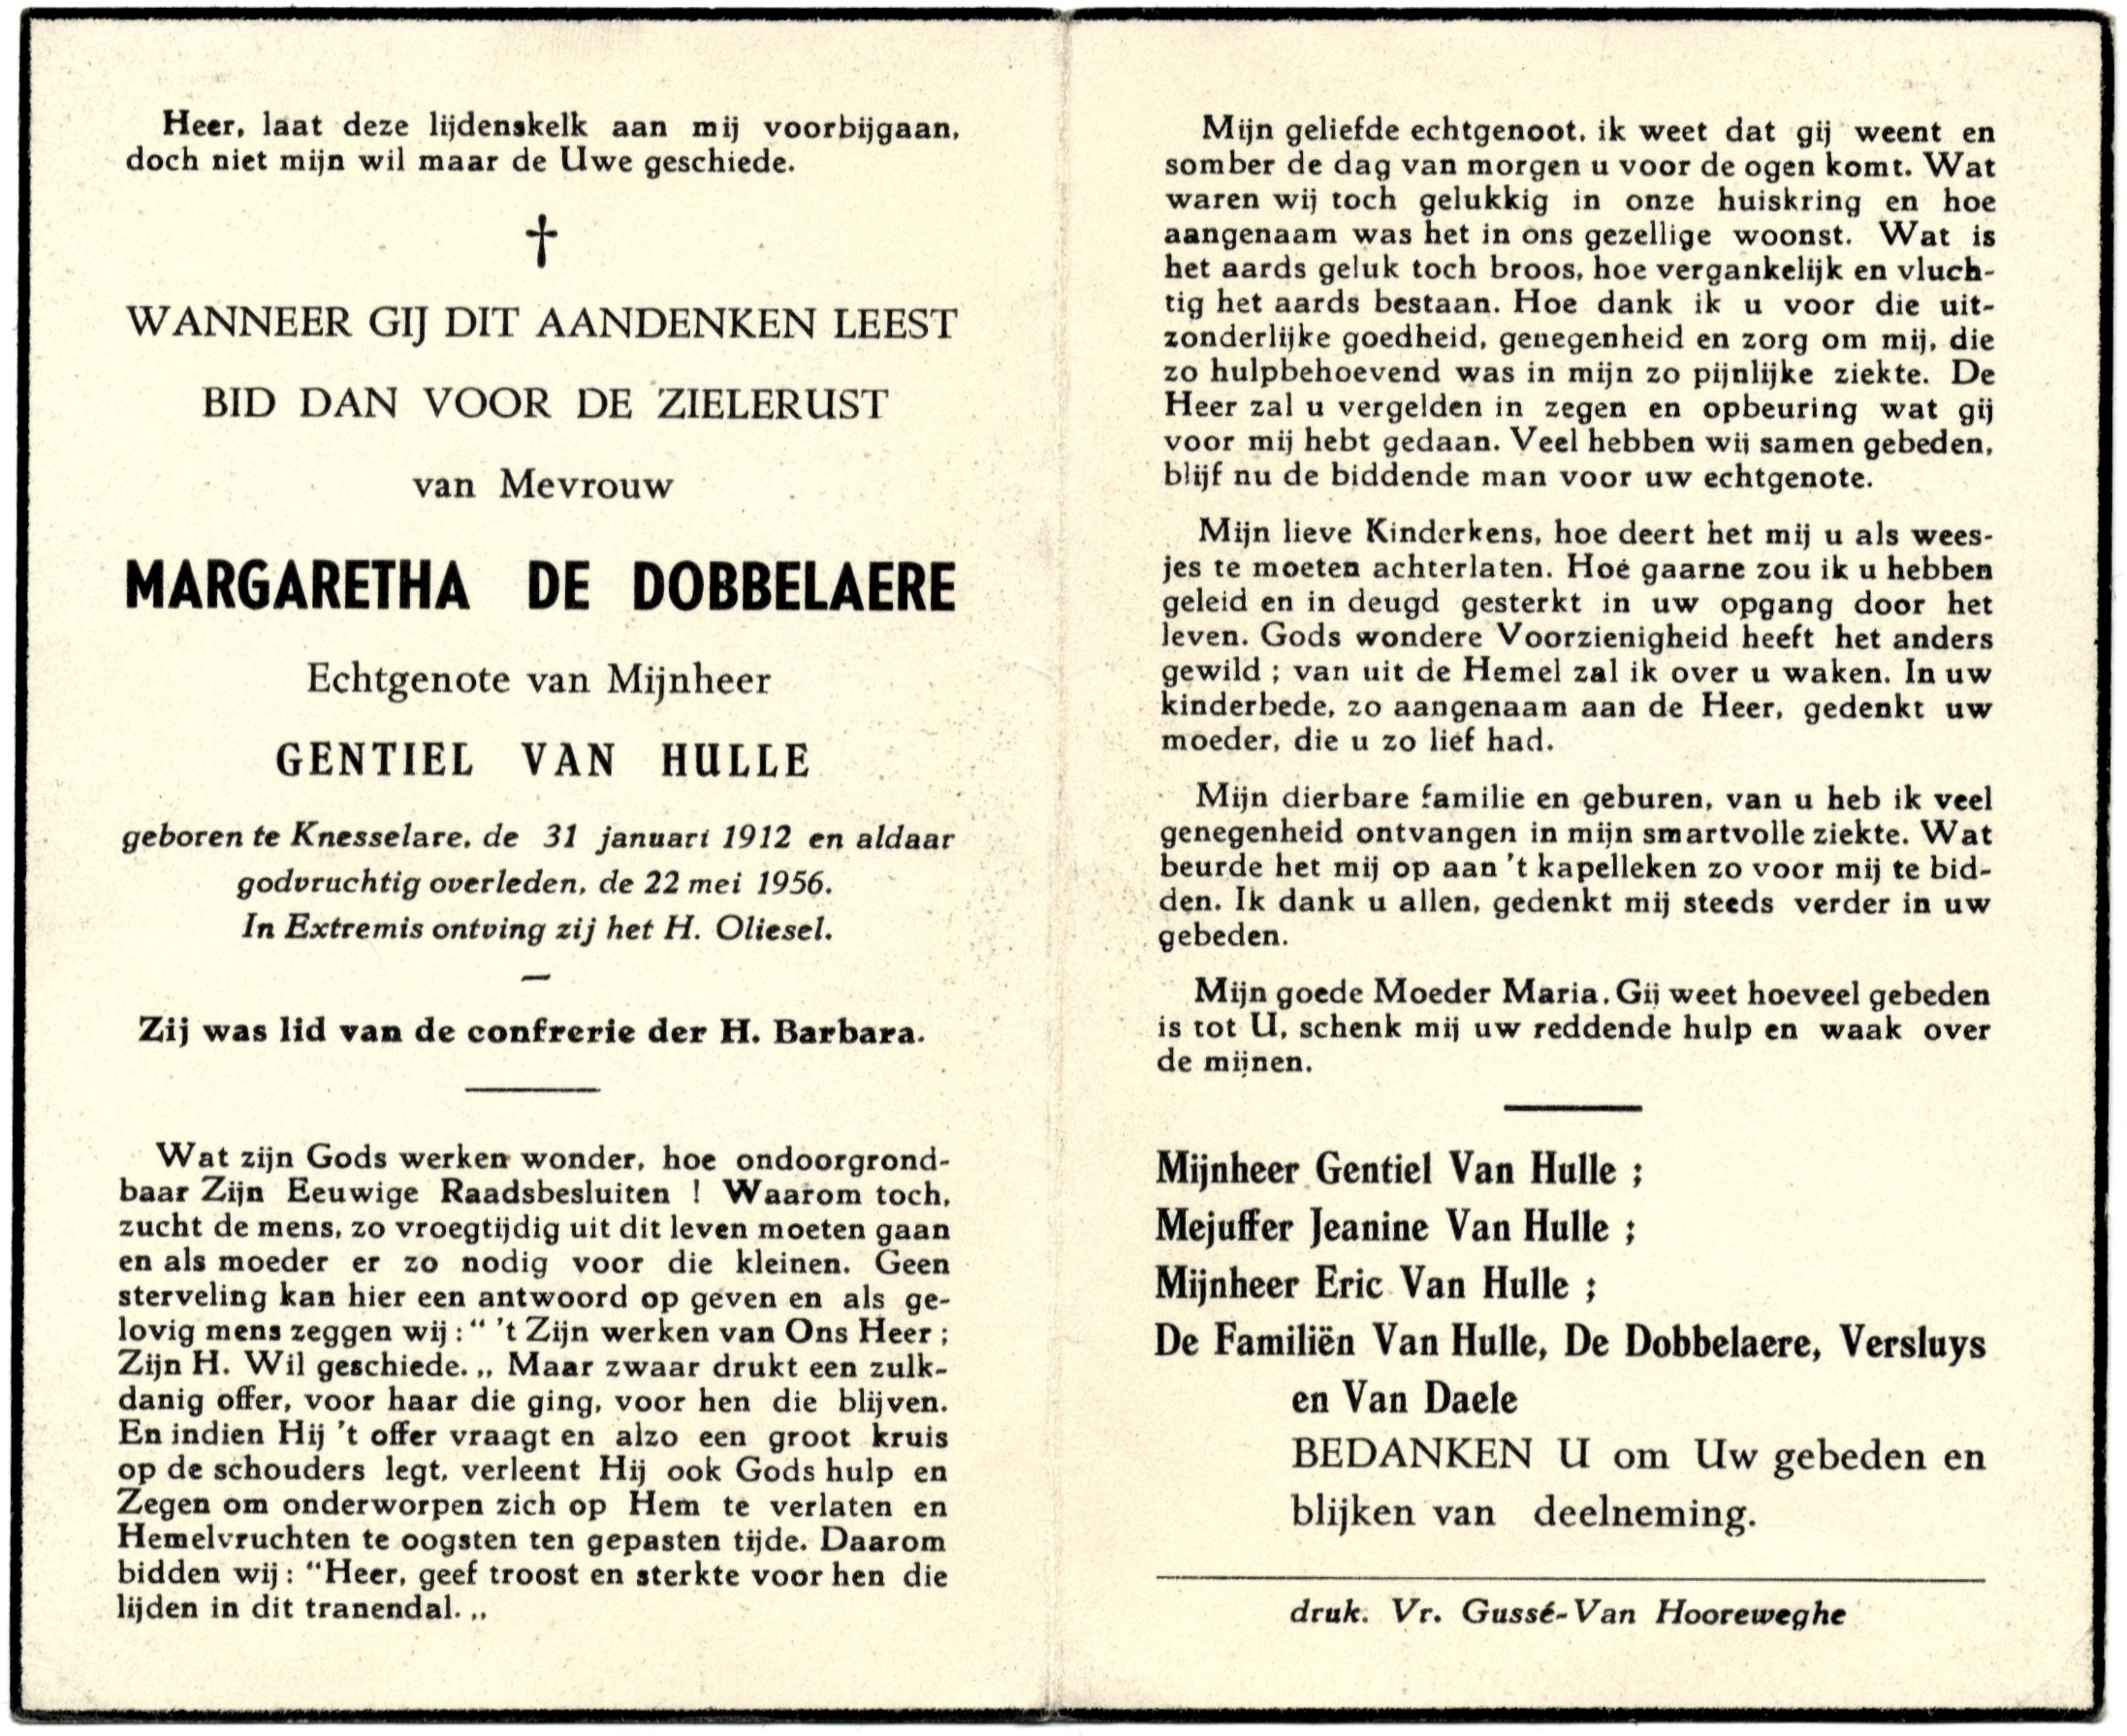 Heer, laat deze lijdenskelk aan mij voorbijgaan,
doch niet mijn wil maar de Uwe geschiede.
WANNEER GIJ DIT AANDENKEN LEEST
BID DAN VOOR DE ZIELERUST
van Mevrouw
MARGARETHA DE DOBBELAERE
Echtgenote van Mijnheer
GENTIEL VAN HULLE
geboren te Knesselare, de 31 januari 1912 en aldaar
godvruchtig overleden, de 22 mei 1956.
In Extremis ontving zij het H. Oliesel.
Zij was lid van de confrerie der H. Barbara.
Wat zijn Gods werken wonder, hoe ondoorgrond-
baar Zijn Eeuwige Raadsbesluiten ! Waarom toch,
zucht de mens, zo vroegtijdig uit dit leven moeten gaan
en als moeder er zo nodig voor die kleinen. Geen
sterveling kan hier een antwoord op geven en als ge-
lovig mens zeggen wij : “ 't Zijn werken van Ons Heer ;
Zijn H. Wil geschiede. „ Maar zwaar drukt een zulk-
danig offer, voor haar die ging, voor hen die blijven.
En indien Hij 't offer vraagt en alzo een groot kruis
op de schouders legt, verleent Hij ook Gods hulp en
Zegen om onderworpen zich op Hem te verlaten en
Hemelvruchten te oogsten ten gepasten tijde. Daarom
bidden wij : “Heer, geef troost en sterkte voor hen die
lijden in dit tranendal. „
Mijn geliefde echtgenoot, ik weet dat gij weent en
somber de dag van morgen u voor de ogen komt. Wat
waren wij toch gelukkig in onze huiskring en hoe
aangenaam was het in ons gezellige woonst. Wat is
het aards geluk toch broos, hoe vergankelijk en vluch-
tig het aards bestaan. Hoe dank ik u voor die uit-
zonderlijke goedheid, genegenheid en zorg om mij, die
zo hulpbehoevend was in mijn zo pijnlijke ziekte. De
Heer zal u vergelden in zegen en opbeuring wat gij
voor mij hebt gedaan. Veel hebben wij samen gebeden,
blijf nu de biddende man voor uw echtgenote.
Mijn lieve Kinderkens, hoe deert het mij u als wees-
jes te moeten achterlaten. Hoe gaarne zou ik u hebben
geleid en in deugd gesterkt in uw opgang door het
leven. Gods wondere Voorzienigheid heeft het anders
gewild ; van uit de Hemel zal ik over u waken. In uw
kinderbede, zo aangenaam aan de Heer, gedenkt uw
moeder, die u zo lief had.
Mijn dierbare familie en geburen, van u heb ik veel
genegenheid ontvangen in mijn smartvolle ziekte. Wat
beurde het mij op aan 't kapelleken zo voor mij te bid-
den. Ik dank u allen, gedenkt mij steeds verder in uw
gebeden.
Mijn goede Moeder Maria, Gij weet hoeveel gebeden
is tot U, schenk mij uw reddende hulp en waak over
de mijnen.
Mijnheer Gentiel Van Hulle ;
Mejuffer Jeanine Van Hulle ;
Mijnheer Eric Van Hulle ;
De Familiën Van Hulle, De Dobbelaere, Versluys
en Van Daele
BEDANKEN U om Uw gebeden en
blijken van deelneming.
druk. Vr. Gussé-Van Hooreweghe